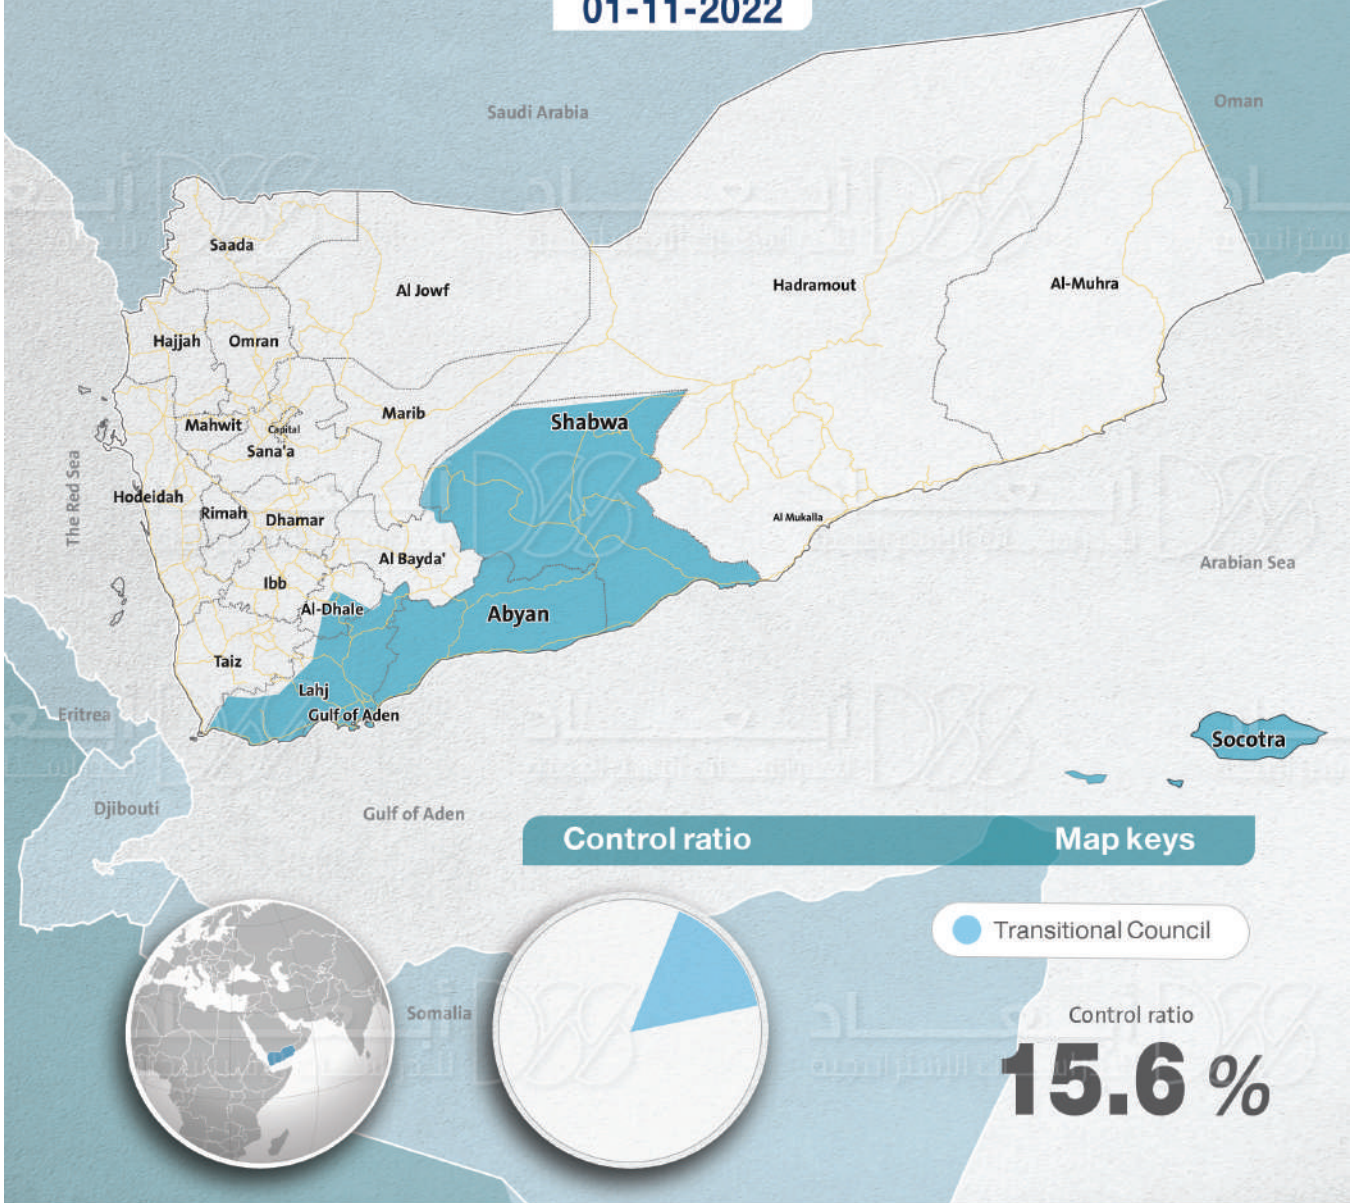 01-11-2022
Saudi Arabia
Oman
Saada
Al Jowf
Hadramout
Al-Muhra
Hajjah
Omran
Marib
Mahwit
Capital
Sana'a
Shabwa
The Red Sea
Hodeidah
Rimah
Dhamar
Al Mukalla
Al Bayda'
Arabian Sea
Ibb
Al-Dhale
Abyan
Taiz
Lahj
Gulf of Aden
Eritrea
Socotra
Djibouti
Gulf of Aden
Control ratio
Map keys
Transitional Council
Somalia
Control ratio
15.6 %